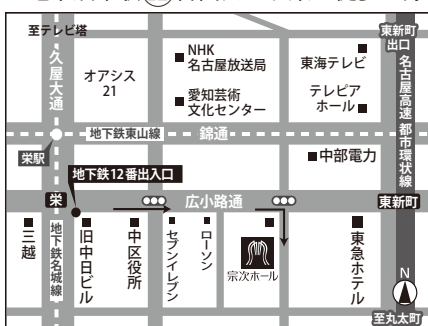 至テレビ塔
東新町
出口
久屋大通
オアシス
21
NHK
名古屋放送局
愛知芸術
文化センター
東海テレビ
テレピア
ホール
名古屋高速 都市環状線
地下鉄東山線
錦通
栄駅
中部電力
地下鉄12番出入口
栄
広小路通
東新町
三越
地下鉄名城線
旧中日ビル
中区役所
セブンイレブン
ローソン
宗次ホール
東急ホテル
N
至丸太町